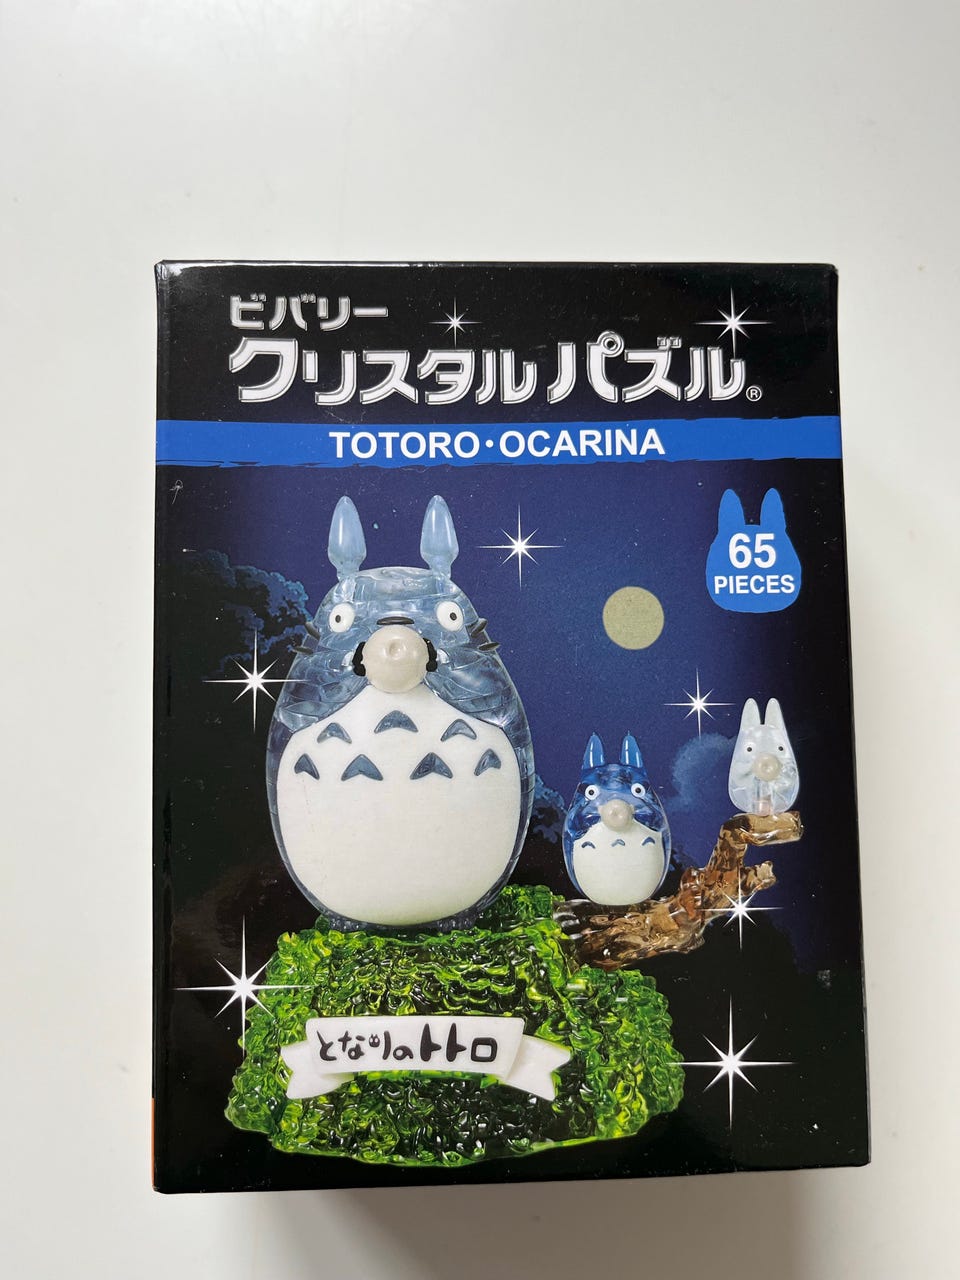 ビバリー
クリスタルパズル®
TOTORO・OCARINA
65
PIECES
となりのトトロ